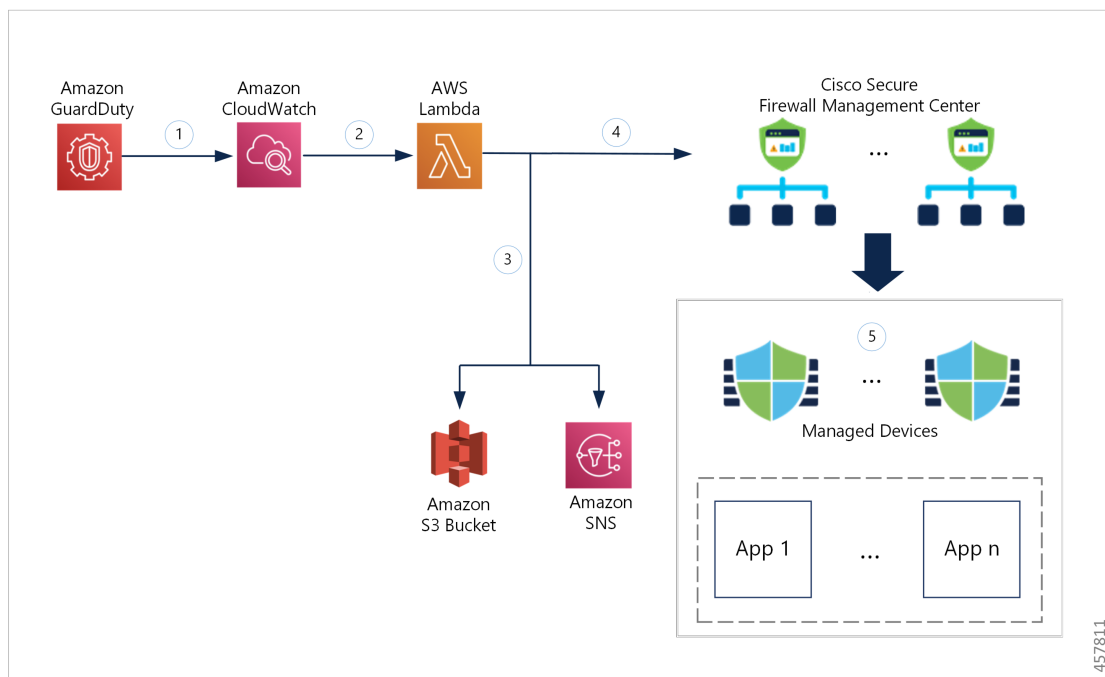 Amazon
GuardDuty
Amazon
CloudWatch
AWS
Lambda
Cisco Secure
Firewall Management Center
1
2
4
...
3
5
...
Managed Devices
Amazon
S3 Bucket
Amazon
SNS
App 1
...
App n
457811